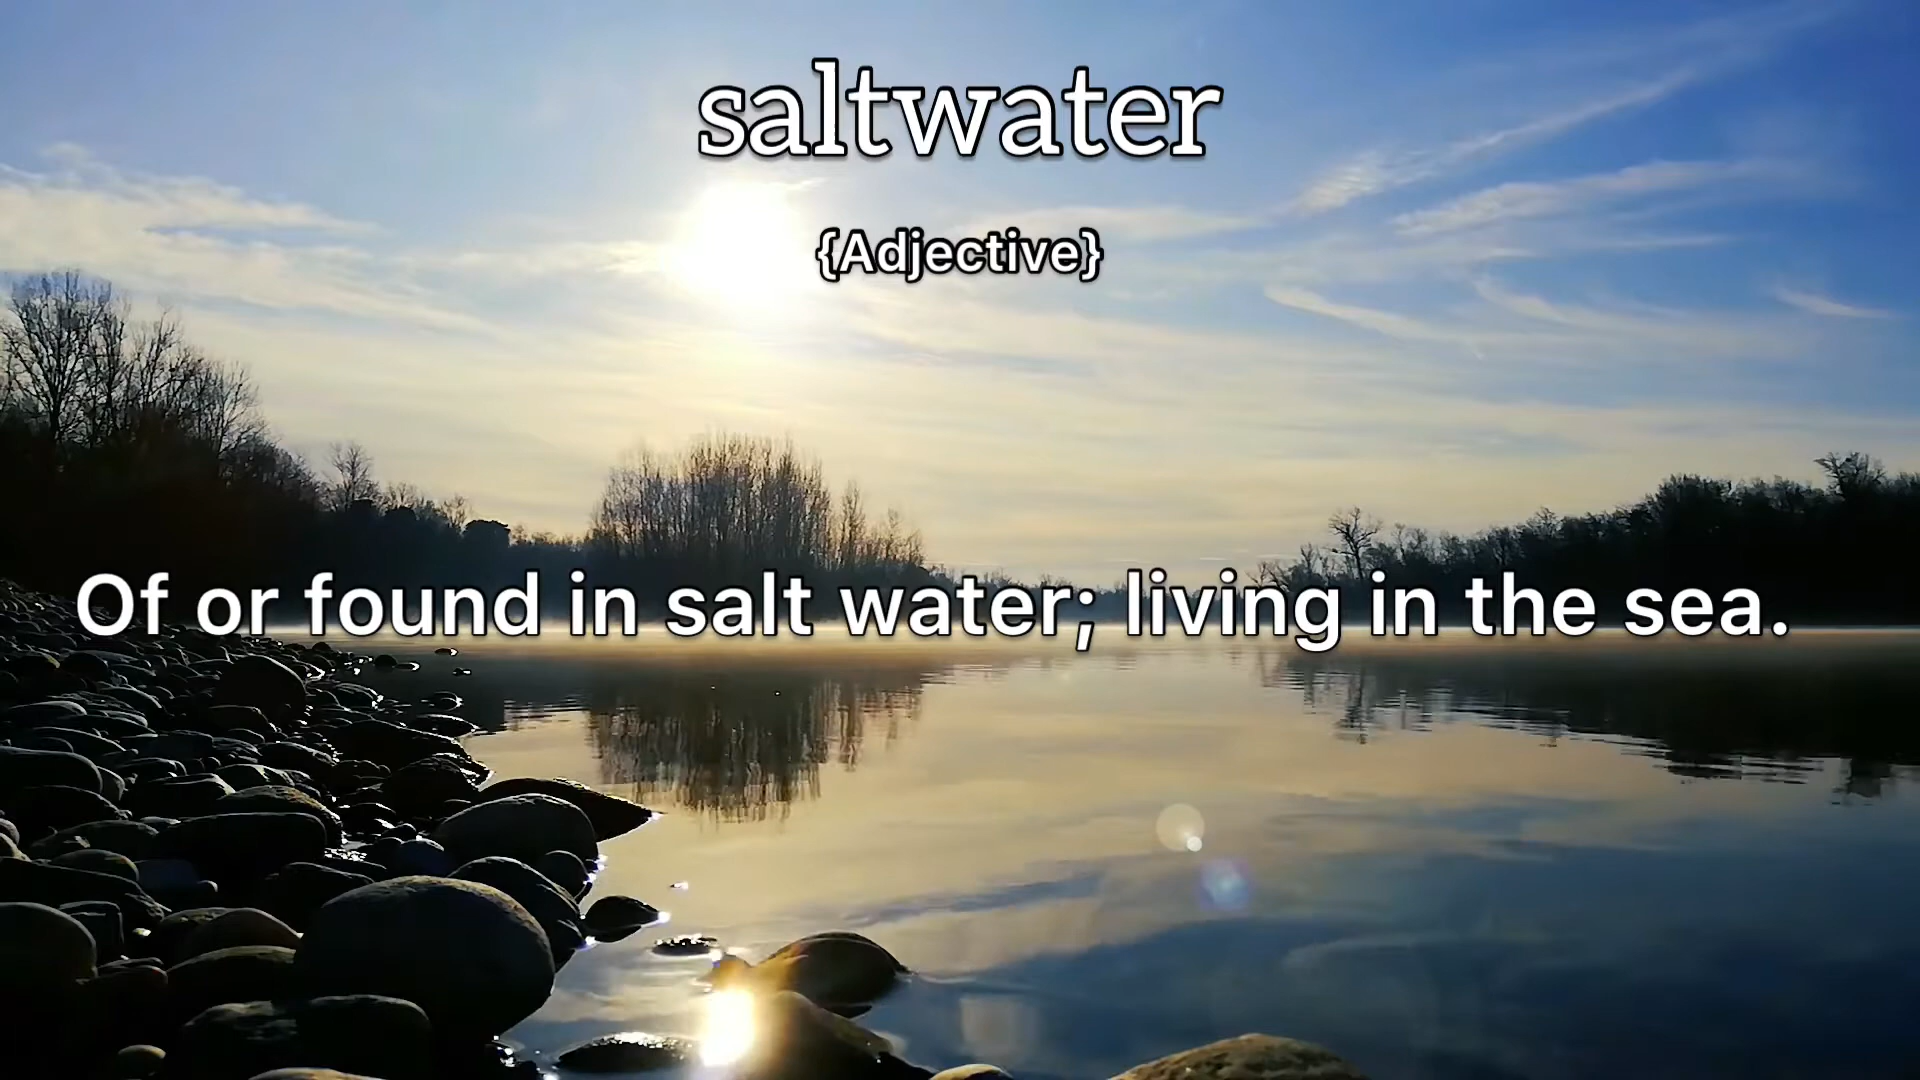 saltwater
{Adjective}
Of or found in salt water; living in the sea.